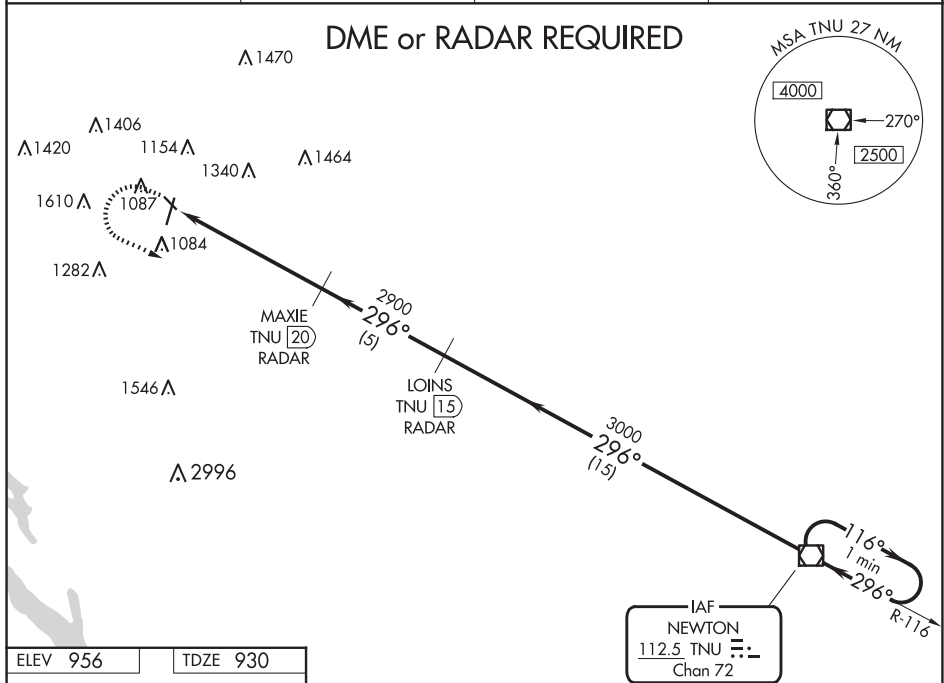 DME or RADAR REQUIRED
MSA TNU 27 NM
4000
270°
2500
360°
1470
1406
1420
1154
1340
1464
1610
1087
1084
1282
2900
296°
(5)
MAXIE
TNU 20
RADAR
LOINS
TNU 15
RADAR
3000
296°
(15)
1546
2996
116°
1 min
296°
R-116
IAF
NEWTON
112.5 TNU
Chan 72
ELEV 956
TDZE 930